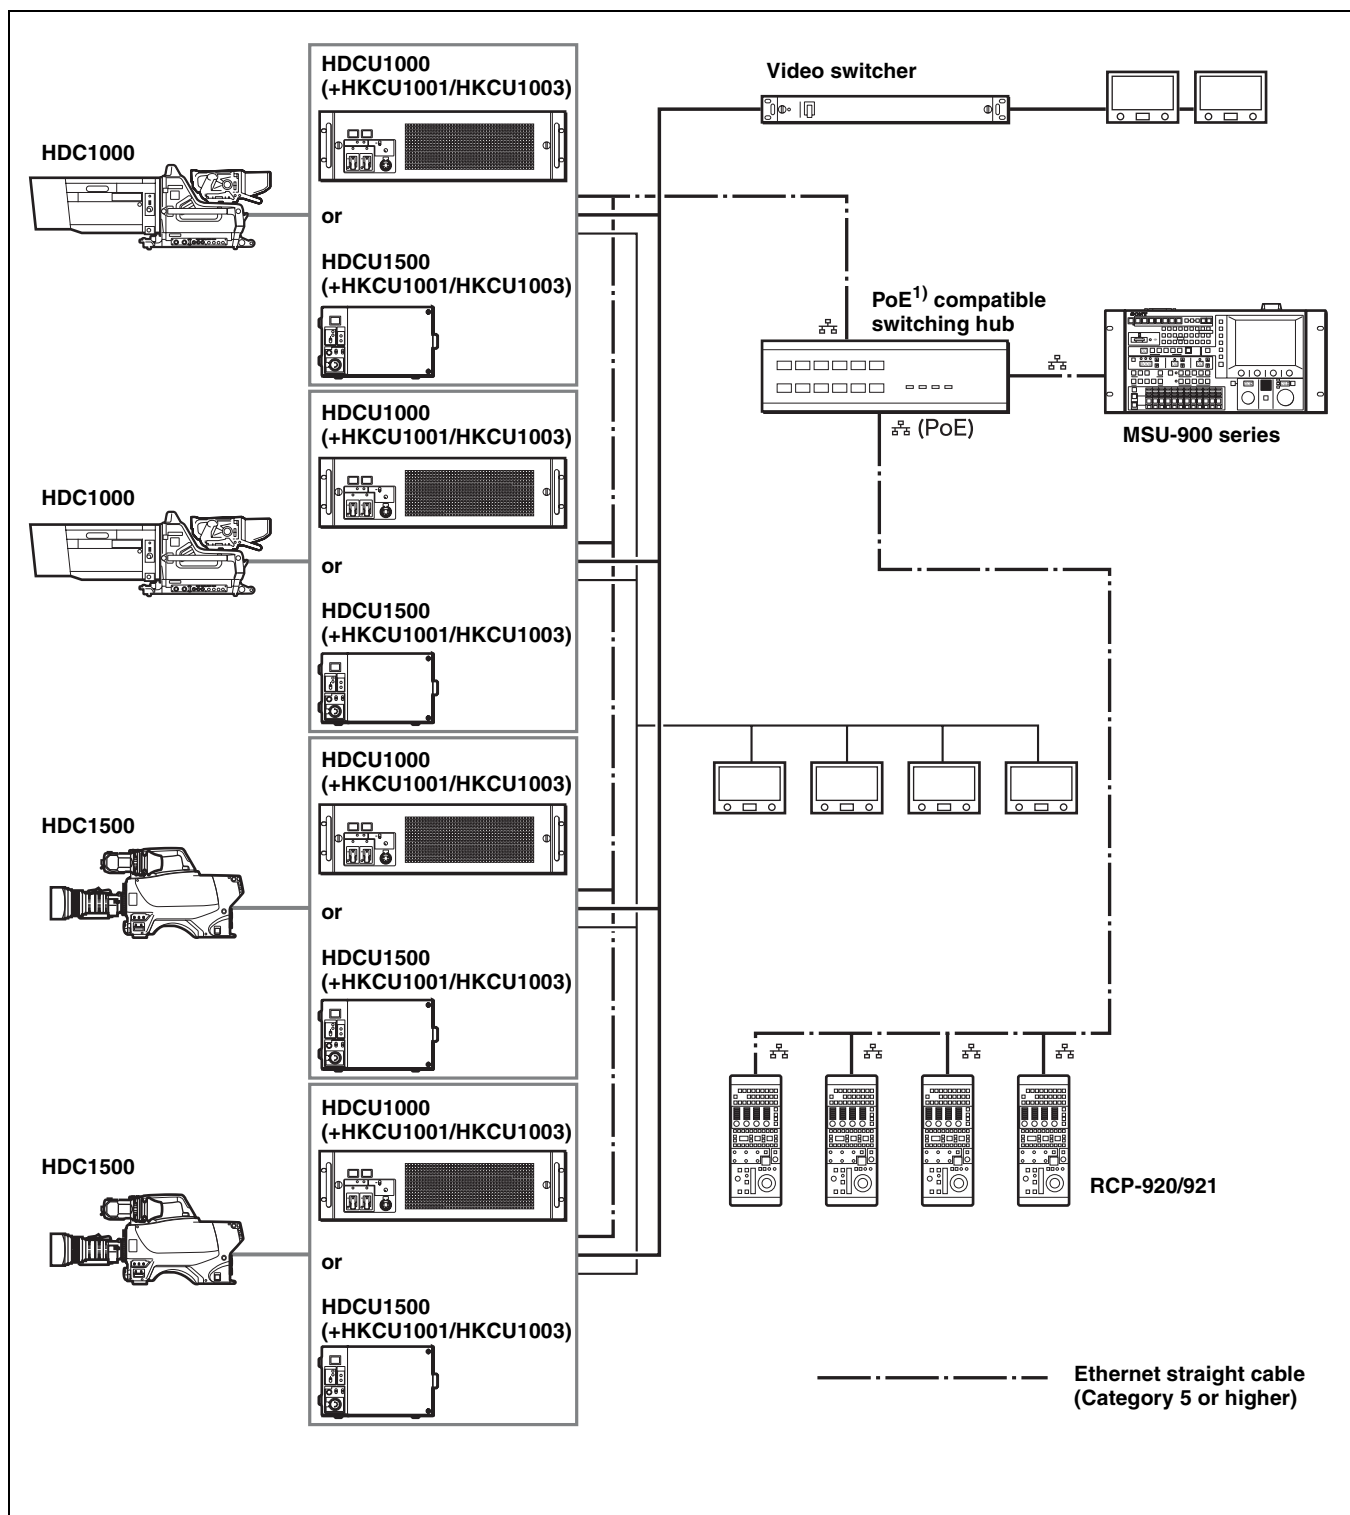 HDCU1000
(+HKCU1001/HKCU1003)
Video switcher
HDC1000
or
HDCU1500
(+HKCU1001/HKCU1003)
PoE1) compatible
switching hub
SONY
(PoE)
MSU-900 series
HDCU1000
(+HKCU1001/HKCU1003)
HDC1000
or
HDCU1500
(+HKCU1001/HKCU1003)
HDCU1000
(+HKCU1001/HKCU1003)
HDC1500
or
HDCU1500
(+HKCU1001/HKCU1003)
HDCU1000
(+HKCU1001/HKCU1003)
HDC1500
RCP-920/921
or
HDCU1500
(+HKCU1001/HKCU1003)
Ethernet straight cable
(Category 5 or higher)